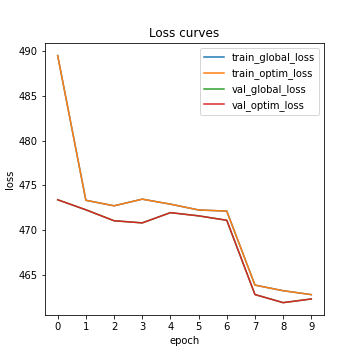 Loss curves
train_global_loss
train_optim_loss
val_global_loss
val_optim_loss
490
485
480
475
470
465
loss
0 1 2 3 4 5 6 7 8 9
epoch